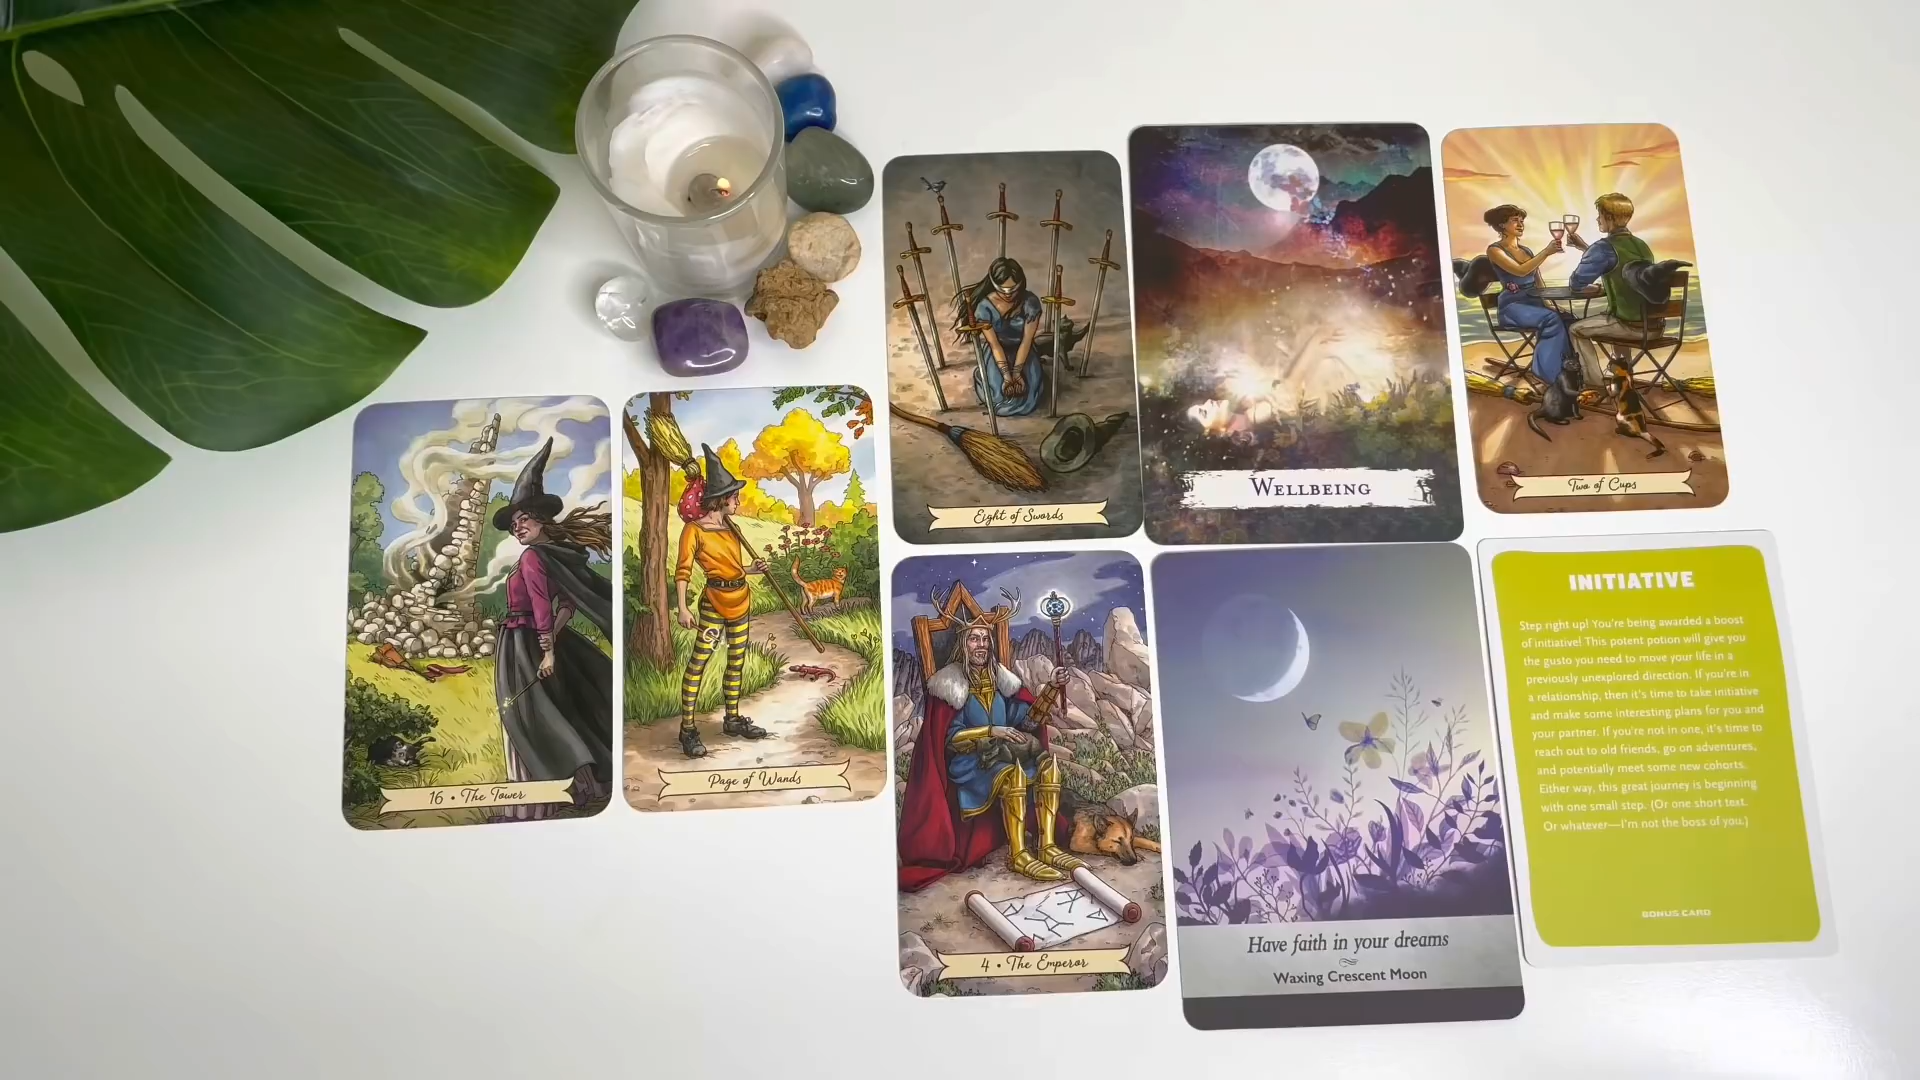 16 • The Tower
Page of Wands
Eight of Swords
WELLBEING
Two of Cups
4 • The Emperor
Have faith in your dreams
Waxing Crescent Moon
INITIATIVE
Step right up! You're being awarded a boost
of initiative! This potent potion will give you
the gusto you need to move your life in a
previously unexplored direction. If you're in
a relationship, then it's time to take initiative
and make some interesting plans for you and
your partner. If you're not in one, it's time to
reach out to old friends, go on adventures,
and potentially meet some new cohorts.
Either way, this great journey is beginning
with one small step. (Or one short text.
Or whatever—I'm not the boss of you.)
BONUS CARD